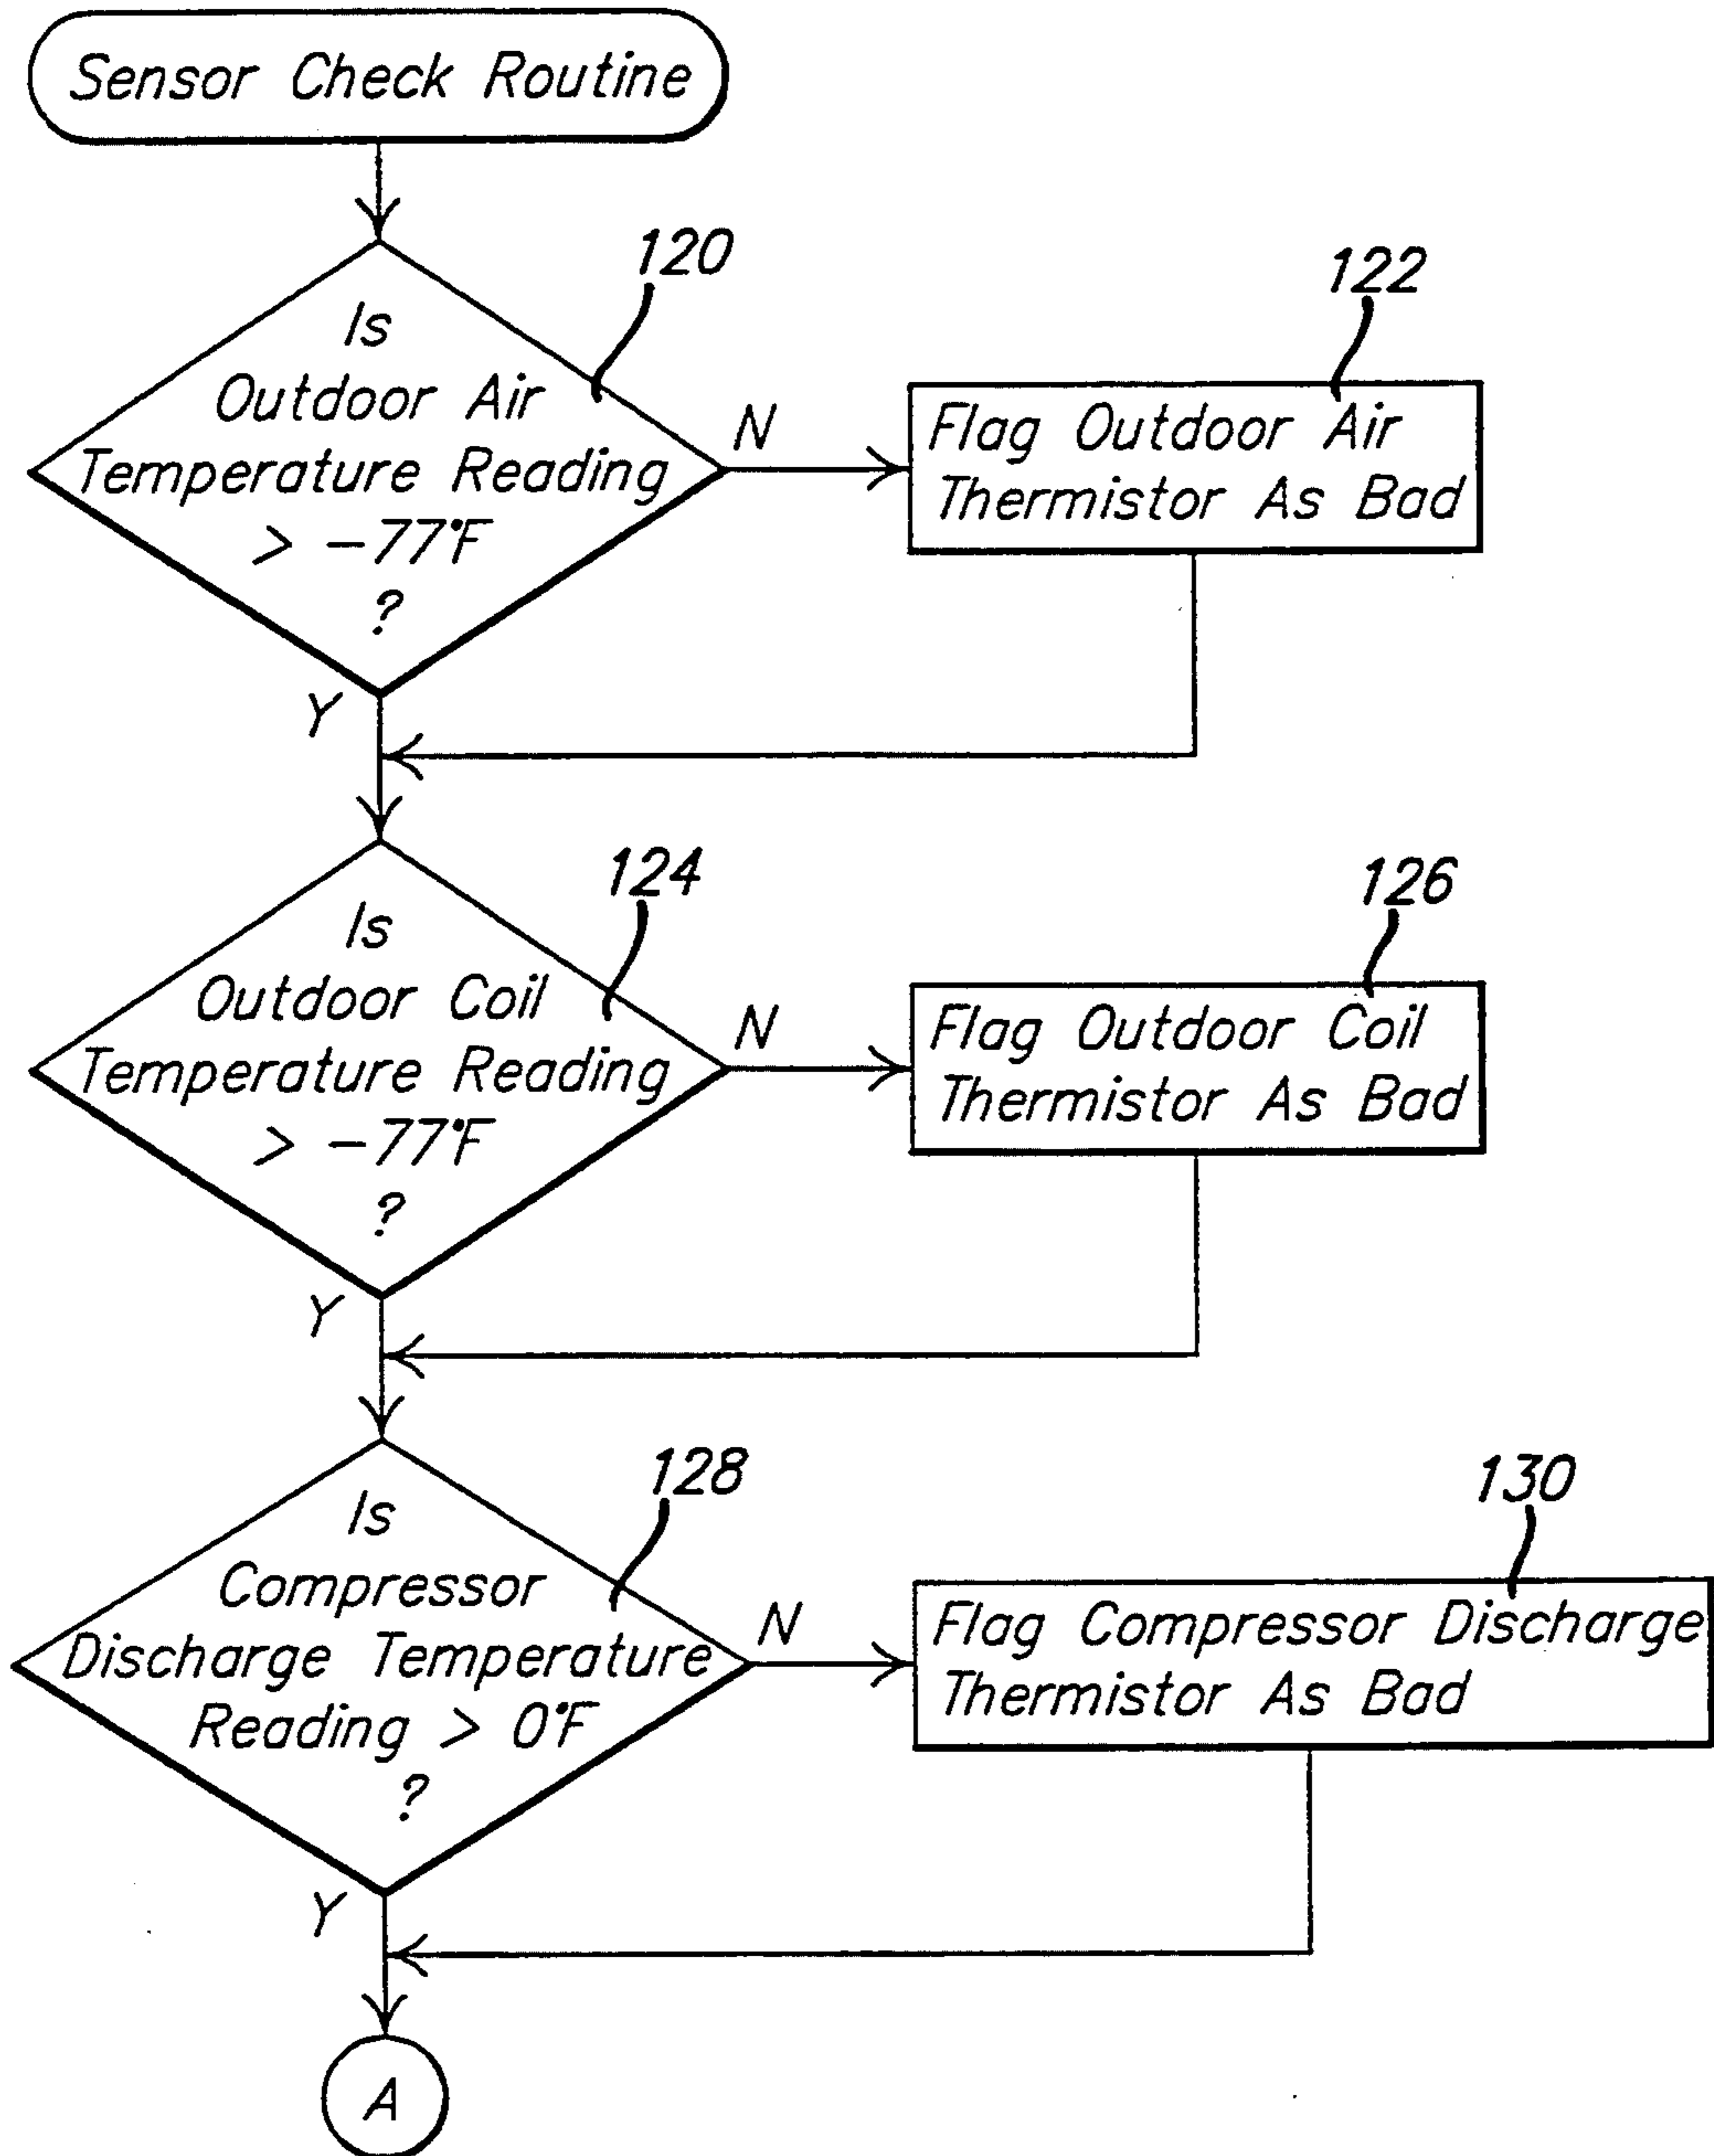 Sensor Check Routine
120
Is
Outdoor Air
Temperature Reading
> -77°F
?
N
Y
122
Flag Outdoor Air
Thermistor As Bad
124
Is
Outdoor Coil
Temperature Reading
> -77°F
?
N
Y
126
Flag Outdoor Coil
Thermistor As Bad
128
Is
Compressor
Discharge Temperature
Reading > 0°F
?
N
Y
130
Flag Compressor Discharge
Thermistor As Bad
A